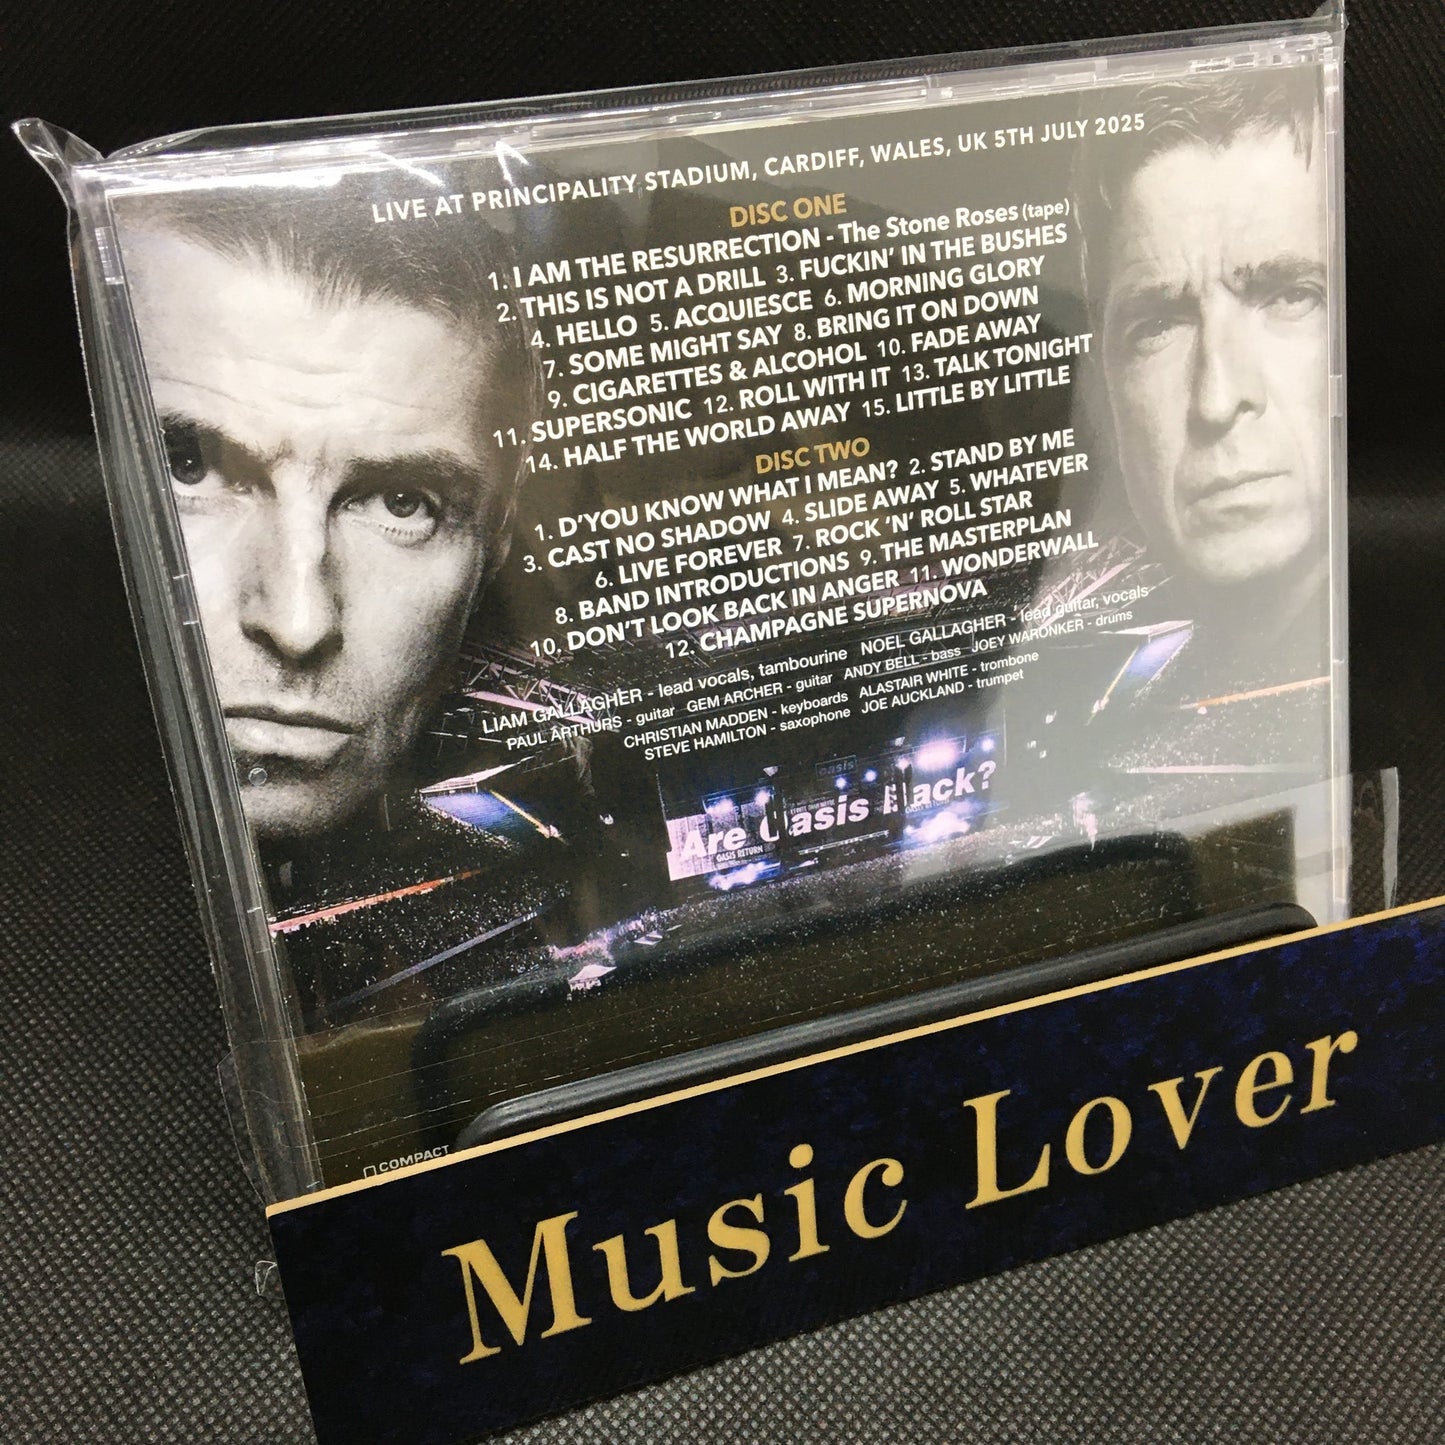 LIVE AT PRINCIPALITY STADIUM, CARDIFF, WALES, UK 5TH JULY 2025
DISC ONE
1. I AM THE RESURRECTION - The Stone Roses (tape)
2. THIS IS NOT A DRILL 3. FUCKIN' IN THE BUSHES
4. HELLO 5. ACQUIESCE 6. MORNING GLORY
7. SOME MIGHT SAY 8. BRING IT ON DOWN
9. CIGARETTES & ALCOHOL 10. FADE AWAY
11. SUPERSONIC 12. ROLL WITH IT 13. TALK TONIGHT
14. HALF THE WORLD AWAY 15. LITTLE BY LITTLE
DISC TWO
1. D'YOU KNOW WHAT I MEAN? 2. STAND BY ME
3. CAST NO SHADOW 4. SLIDE AWAY 5. WHATEVER
6. LIVE FOREVER 7. ROCK 'N' ROLL STAR
8. BAND INTRODUCTIONS 9. THE MASTERPLAN
10. DON'T LOOK BACK IN ANGER 11. WONDERWALL
12. CHAMPAGNE SUPERNOVA
LIAM GALLAGHER - lead vocals, tambourine NOEL GALLAGHER - lead guitar, vocals
PAUL ARTHURS - guitar GEM ARCHER - guitar ANDY BELL - bass JOEY WARONKER - drums
CHRISTIAN MADDEN - keyboards ALASTAIR WHITE - trombone
STEVE HAMILTON - saxophone JOE AUCKLAND - trumpet
oasis
Are Oasis Back?
OASIS RETURN
COMPACT
Music Lover